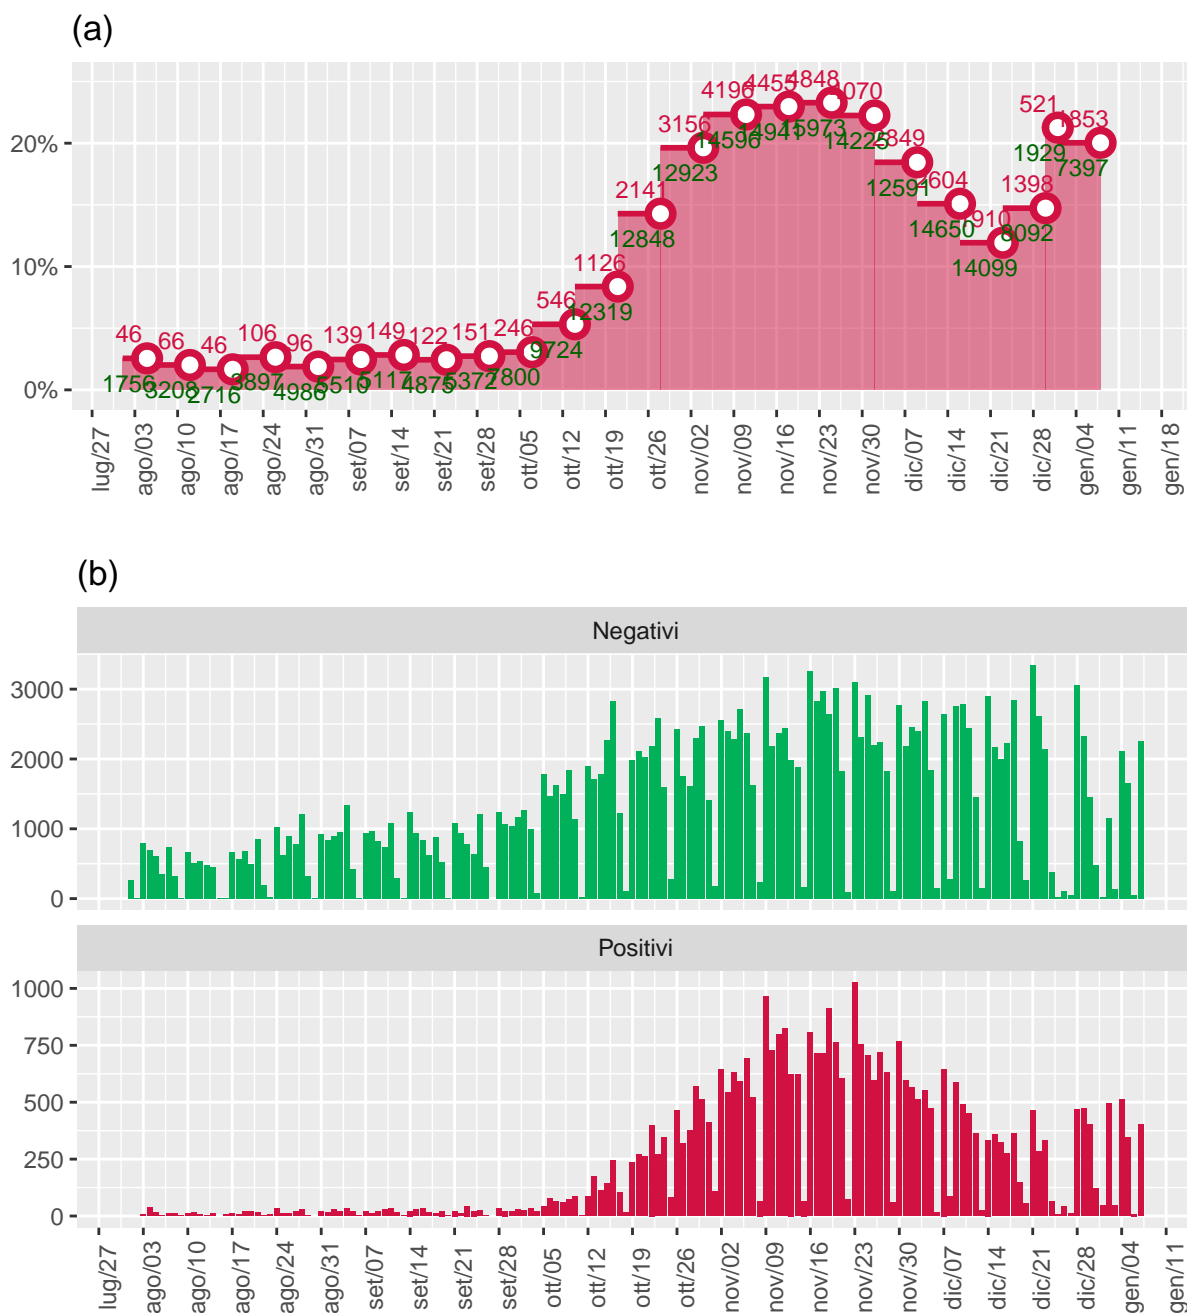 (a)
46 66 46 106 96 139 149 122 151 246 546 1126 2141 3156 4196 4455 4848 4070 2849 2604 1910 1398 521 1853
1756 3208 2716 3897 4986 5510 5117 4875 5372 7800 9724 12319 12848 12923 14596 14941 15973 14225 12591 14650 14099 8092 1929 7397
20%
10%
0%
lug/27 ago/03 ago/10 ago/17 ago/24 ago/31 set/07 set/14 set/21 set/28 ott/05 ott/12 ott/19 ott/26 nov/02 nov/09 nov/16 nov/23 nov/30 dic/07 dic/14 dic/21 dic/28 gen/04 gen/11 gen/18
(b)
Negativi
3000
2000
1000
0
Positivi
1000
750
500
250
0
lug/27 ago/03 ago/10 ago/17 ago/24 ago/31 set/07 set/14 set/21 set/28 ott/05 ott/12 ott/19 ott/26 nov/02 nov/09 nov/16 nov/23 nov/30 dic/07 dic/14 dic/21 dic/28 gen/04 gen/11